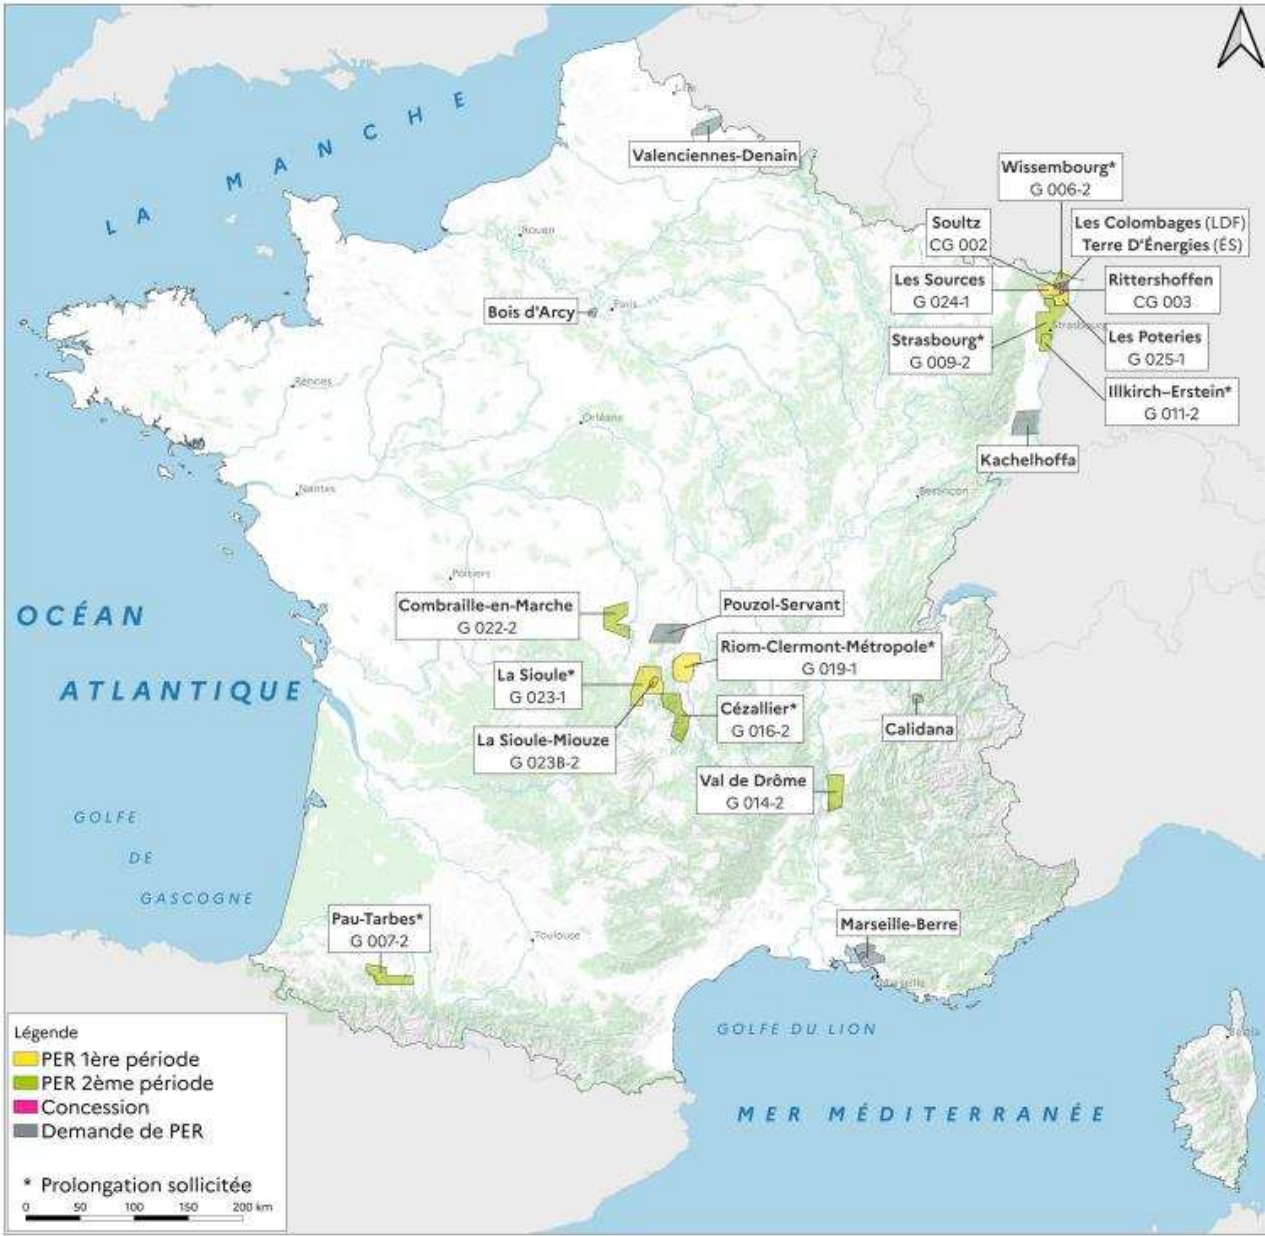 Lille
LA MANCHE
Valenciennes-Denain
Wissembourg*
G 006-2
Soultz
CG 002
Les Colombages (LDF)
Terre D'Énergies (ÉS)
Rouen
Les Sources
G 024-1
Rittershoffen
CG 003
Bois d'Arcy
Paris
Strasbourg
Strasbourg*
G 009-2
Les Poteries
G 025-1
Illkirch–Erstein*
G 011-2
Rennes
Orléans
Kachelhoffa
Nantes
Besançon
Poitiers
OCÉAN
ATLANTIQUE
Combraille-en-Marche
G 022-2
Pouzol-Servant
Riom-Clermont-Métropole*
G 019-1
La Sioule*
G 023-1
Cézallier*
G 016-2
Calidana
La Sioule-Miouze
G 023B-2
Val de Drôme
G 014-2
GOLFE
DE
GASCOGNE
Pau-Tarbes*
G 007-2
Toulouse
Marseille-Berre
Marseille
GOLFE DU LION
Bastia
MER MÉDITERRANÉE
Légende
PER 1ère période
PER 2ème période
Concession
Demande de PER
* Prolongation sollicitée
0 50 100 150 200 km